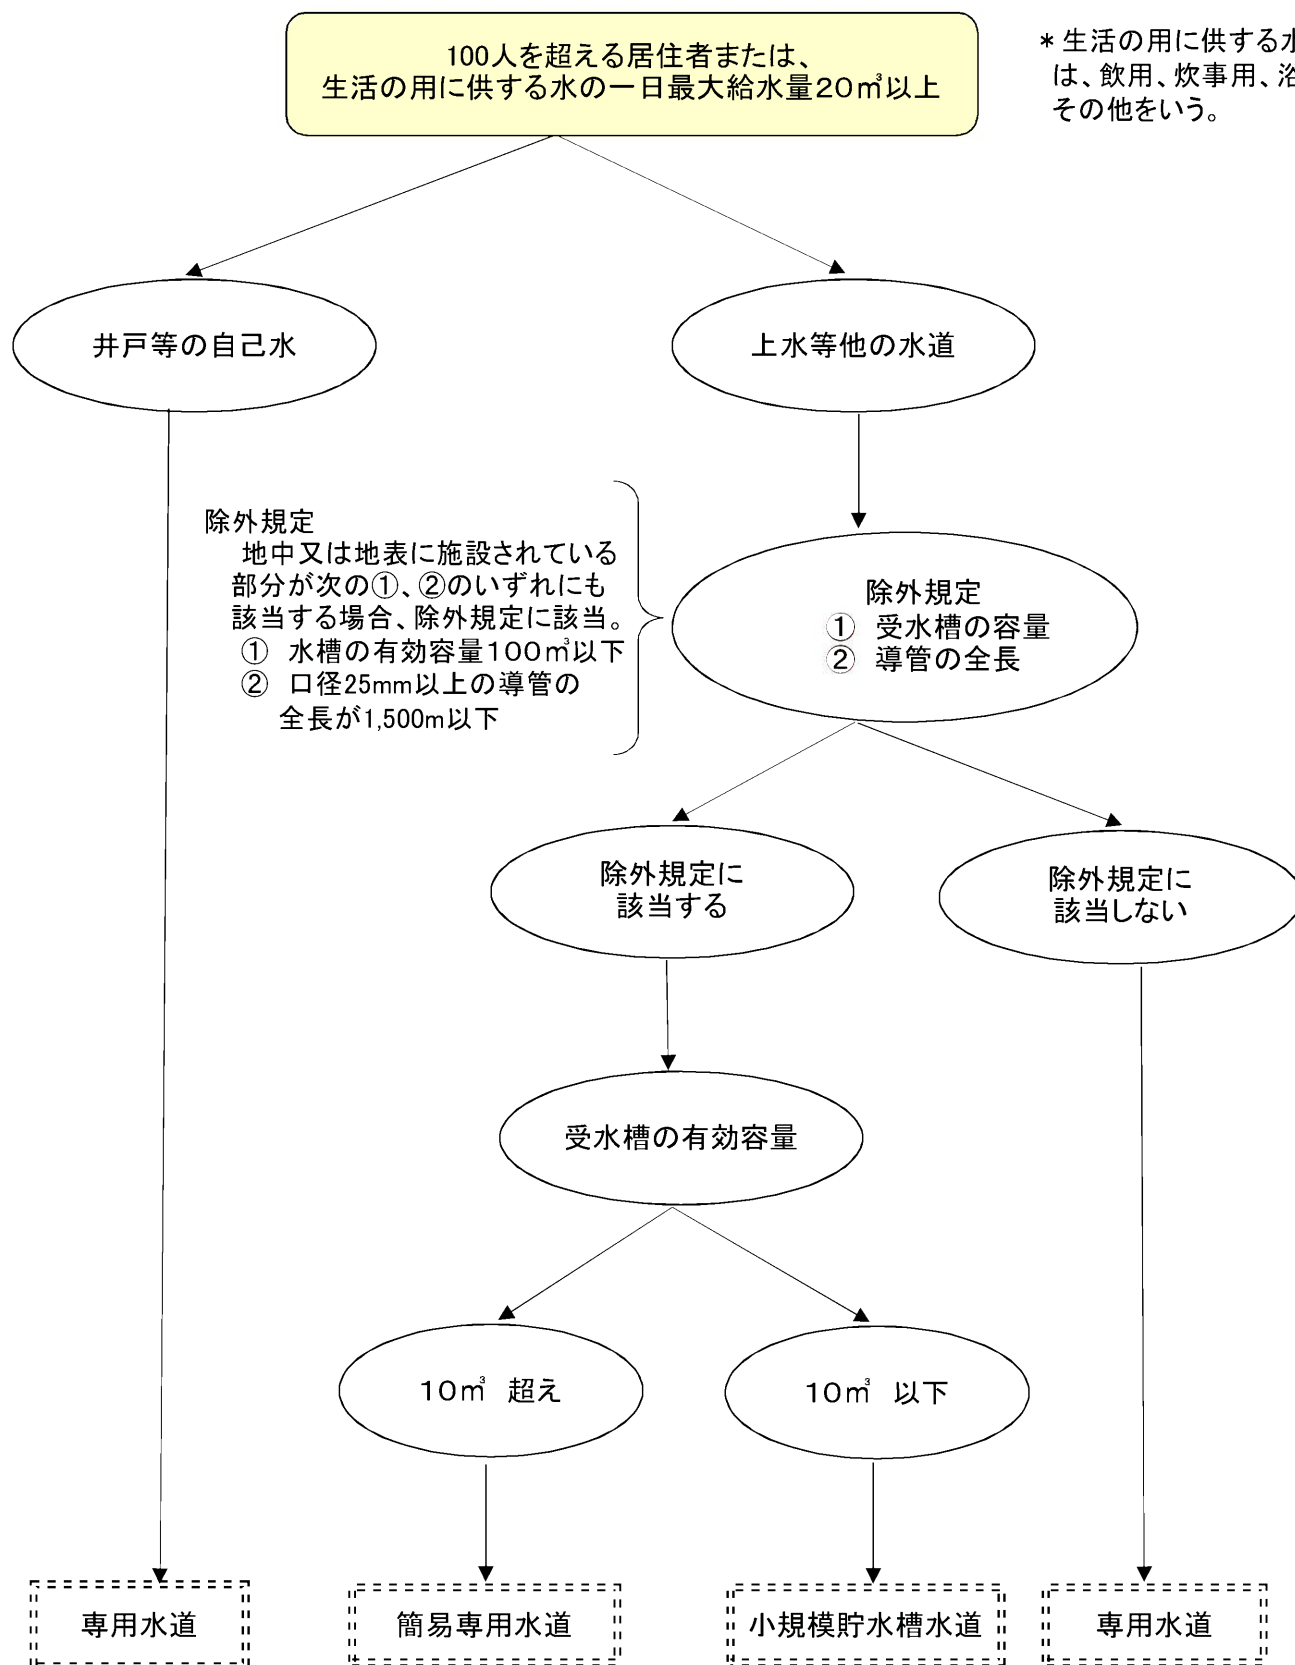 100人を超える居住者または、
生活の用に供する水の一日最大給水量20㎥以上
＊生活の用に供する水
は、飲用、炊事用、浴
その他をいう。
井戸等の自己水
上水等他の水道
除外規定
地中又は地表に施設されている
部分が次の①、②のいずれにも
該当する場合、除外規定に該当。
① 水槽の有効容量100㎥以下
② 口径25mm以上の導管の
全長が1,500m以下
除外規定
① 受水槽の容量
② 導管の全長
除外規定に
該当する
除外規定に
該当しない
受水槽の有効容量
10㎥ 超え
10㎥ 以下
専用水道
簡易専用水道
小規模貯水槽水道
専用水道